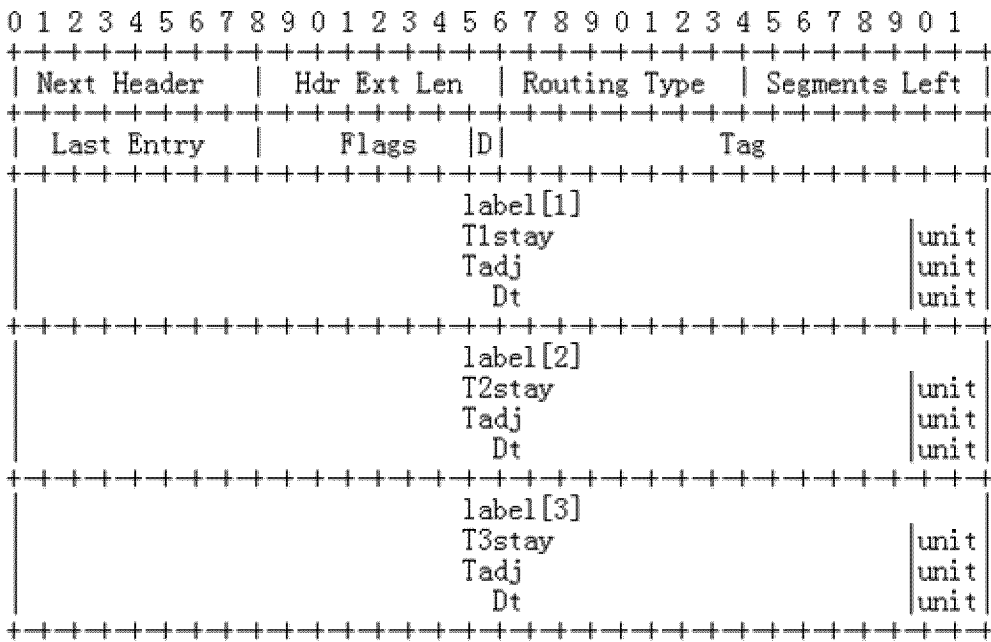 0 1 2 3 4 5 6 7 8 9 0 1 2 3 4 5 6 7 8 9 0 1 2 3 4 5 6 7 8 9 0 1
+-+-+-+-+-+-+-+-+-+-+-+-+-+-+-+-+-+-+-+-+-+-+-+-+-+-+-+-+-+-+-+-+
| Next Header | Hdr Ext Len | Routing Type | Segments Left |
+-+-+-+-+-+-+-+-+-+-+-+-+-+-+-+-+-+-+-+-+-+-+-+-+-+-+-+-+-+-+-+-+
| Last Entry | Flags |D| Tag |
+-+-+-+-+-+-+-+-+-+-+-+-+-+-+-+-+-+-+-+-+-+-+-+-+-+-+-+-+-+-+-+-+
| label[1] |
| T1stay |unit|
| Tadj |unit|
| Dt |unit|
+-+-+-+-+-+-+-+-+-+-+-+-+-+-+-+-+-+-+-+-+-+-+-+-+-+-+-+-+-+-+-+-+
| label[2] |
| T2stay |unit|
| Tadj |unit|
| Dt |unit|
+-+-+-+-+-+-+-+-+-+-+-+-+-+-+-+-+-+-+-+-+-+-+-+-+-+-+-+-+-+-+-+-+
| label[3] |
| T3stay |unit|
| Tadj |unit|
| Dt |unit|
+-+-+-+-+-+-+-+-+-+-+-+-+-+-+-+-+-+-+-+-+-+-+-+-+-+-+-+-+-+-+-+-+